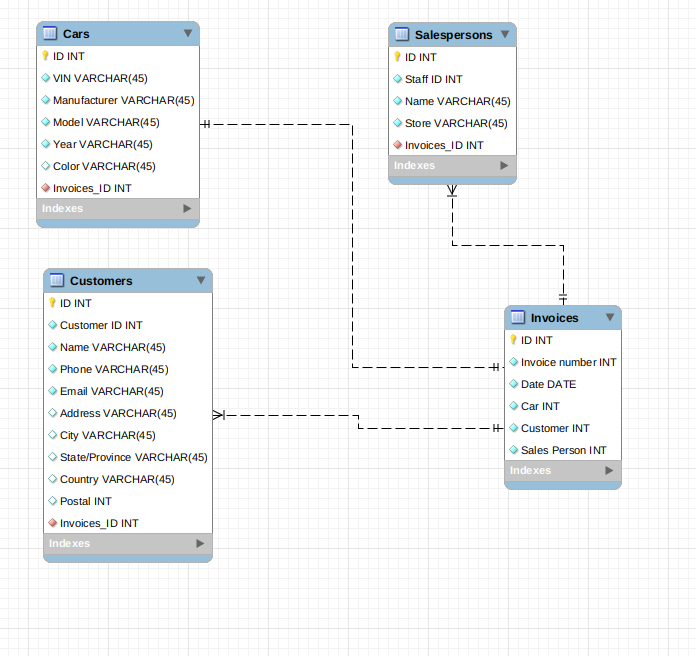 Cars
ID INT
VIN VARCHAR(45)
Manufacturer VARCHAR(45)
Model VARCHAR(45)
Year VARCHAR(45)
Color VARCHAR(45)
Invoices_ID INT
Indexes
Salespersons
ID INT
Staff ID INT
Name VARCHAR(45)
Store VARCHAR(45)
Invoices_ID INT
Indexes
Customers
ID INT
Customer ID INT
Name VARCHAR(45)
Phone VARCHAR(45)
Email VARCHAR(45)
Address VARCHAR(45)
City VARCHAR(45)
State/Province VARCHAR(45)
Country VARCHAR(45)
Postal INT
Invoices_ID INT
Indexes
Invoices
ID INT
Invoice number INT
Date DATE
Car INT
Customer INT
Sales Person INT
Indexes